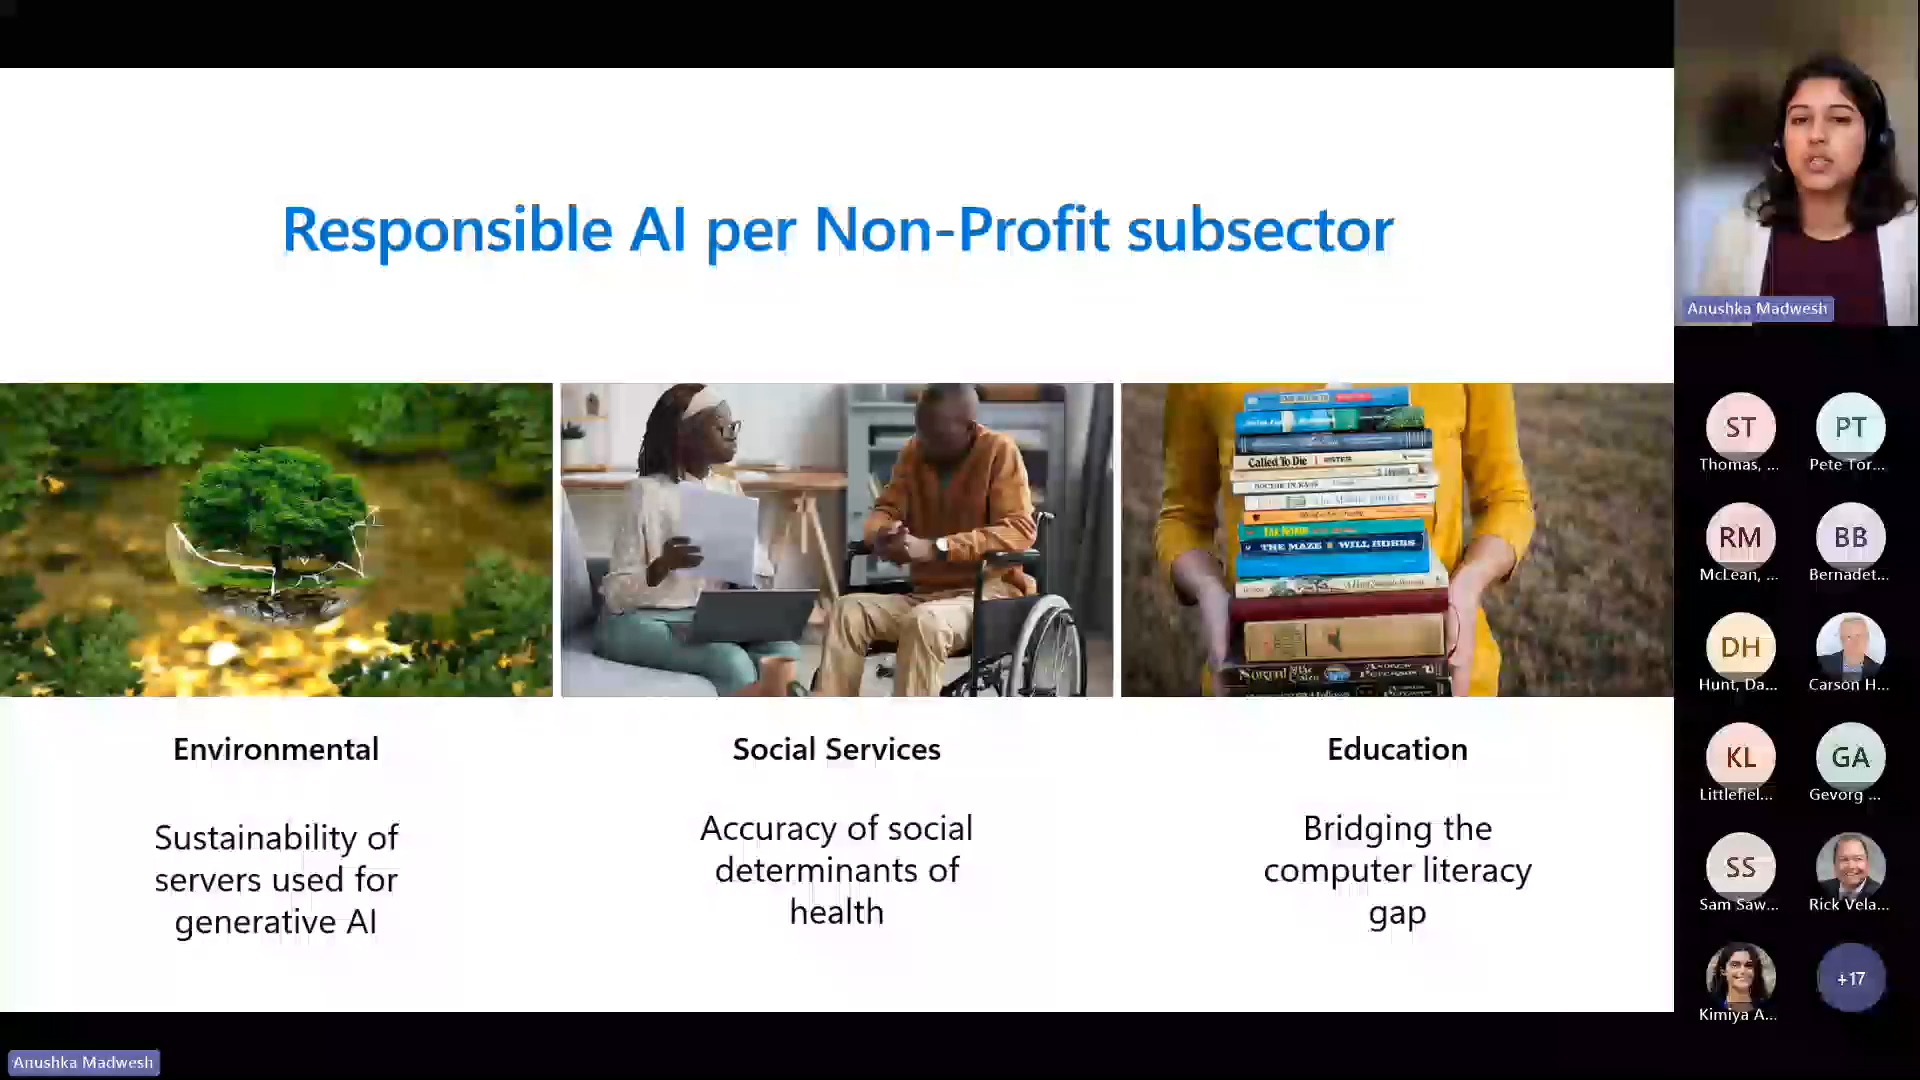 Responsible AI per Non-Profit subsector
Called To Die
THE MAZE
WILL HOBBS
Environmental
Sustainability of
servers used for
generative AI
Social Services
Accuracy of social
determinants of
health
Education
Bridging the
computer literacy
gap
Anushka Madwesh
ST
PT
Thomas, ...
Pete Tor...
RM
BB
McLean, ...
Bernadet...
DH
Hunt, Da...
Carson H...
KL
GA
Littlefiel...
Gevorg ...
SS
Sam Saw...
Rick Vela...
+17
Kimiya A...
Anushka Madwesh